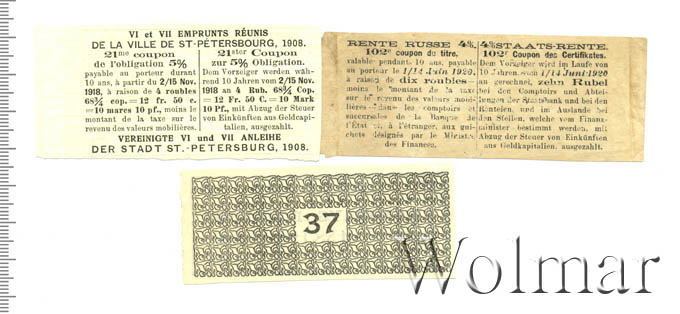 VI et VII EMPRUNTS RÉUNIS
DE LA VILLE DE ST-PÉTERSBOURG, 1908.
21me coupon
de l'obligation 5%
payable au porteur durant
10 ans, à partir du 2/15 Nov.
1918, à raison de 4 roubles
68¾ cop.=12 fr. 50 c.
=10 mares 10 pf., moins le
montant de la taxe sur le
revenu des valeurs mobilières.
21ster Coupon
zur 5% Obligation.
Dem Vorzeiger werden wäh-
rend 10 Jahren vom 2/15 Nov.
1918 an 4 Rub. 68¾ Cop.
=12 Fr. 50 C.=10 Mark
10 Pf., mit Abzug der Steuer
von Einkünften aus Geldcapi-
talien, ausgezahlt.
VEREINIGTE VI und VII ANLEIHE
DER STADT ST.-PETERSBURG, 1908.
RENTE RUSSE 4%.
102e coupon du titre.
valable pendant 10 ans, payable
au porteur le 1/14 Juin 1920,
à raison de dix roubles—
moins le montant de la taxe
sur le revenu des valeurs mobi-
lières—dans les comptoirs et
succursales de la Banque de
l'État et, à l'étranger, aux gui-
chets désignés par le Ministre
des Finances.
4% STAATS-RENTE.
102r Coupon des Certificates.
Dem Vorzeiger wird im Laufe von
10 Jahren, vom 1/14 Juni 1920
an gerechnet, zehn Rubel
bei den Comptoirs und Abtei-
lungen der Staatsbank und bei den
Renteien, und im Auslande bei
den Stellen, welche vom Finanz-
minister bestimmt werden, mit
Abzug der Steuer von Einkünften
aus Geldkapitalien, ausgezahlt.
37
Wolmar